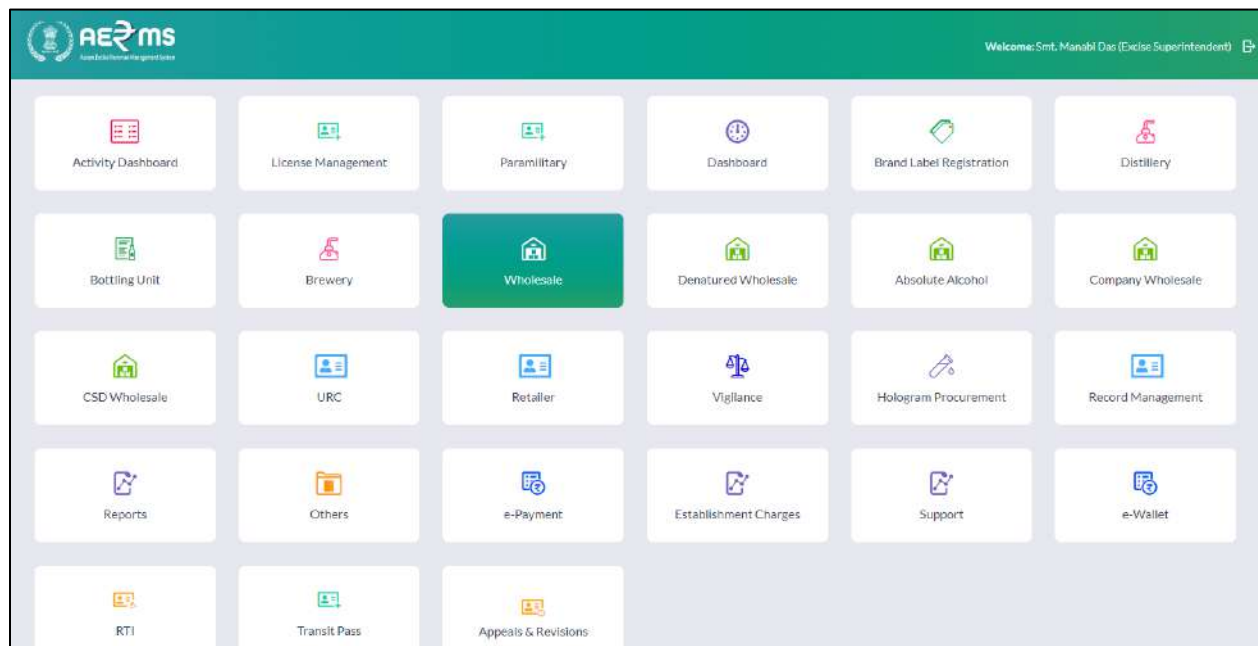 AE₹MS
Welcome: Smt. Manabi Das (Excise Superintendent)
Activity Dashboard
License Management
Paramilitary
Dashboard
Brand Label Registration
Distillery
Bottling Unit
Brewery
Wholesale
Denatured Wholesale
Absolute Alcohol
Company Wholesale
CSD Wholesale
URC
Retailer
Vigilance
Hologram Procurement
Record Management
Reports
Others
e-Payment
Establishment Charges
Support
e-Wallet
RTI
Transit Pass
Appeals & Revisions